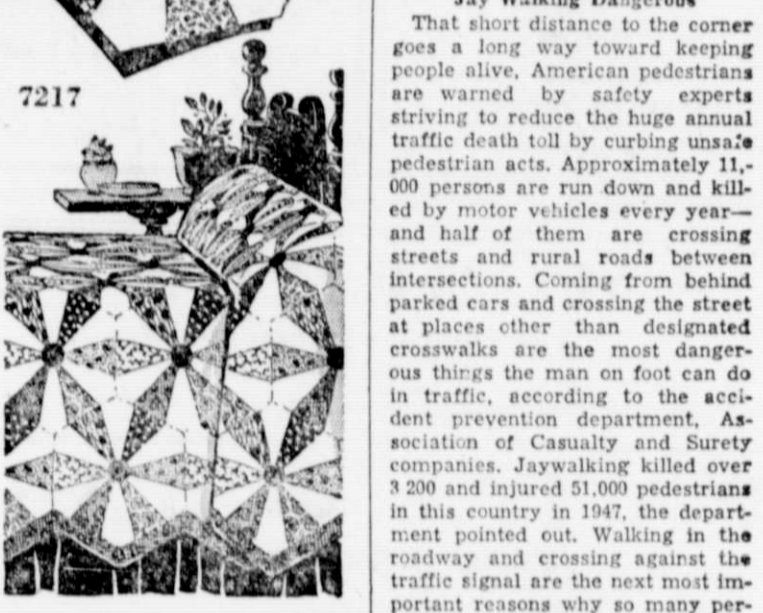 7217
Jay Walking Dangerous
That short distance to the corner
goes a long way toward keeping
people alive, American pedestrians
are warned by safety experts
striving to reduce the huge annual
traffic death toll by curbing unsafe
pedestrian acts. Approximately 11,-
000 persons are run down and kill-
ed by motor vehicles every year—
and half of them are crossing
streets and rural roads between
intersections. Coming from behind
parked cars and crossing the street
at places other than designated
crosswalks are the most danger-
ous things the man on foot can do
in traffic, according to the acci-
dent prevention department, As-
sociation of Casualty and Surety
companies. Jaywalking killed over
3 200 and injured 51,000 pedestrians
in this country in 1947, the depart-
ment pointed out. Walking in the
roadway and crossing against the
traffic signal are the next most im-
portant reasons why so many per-